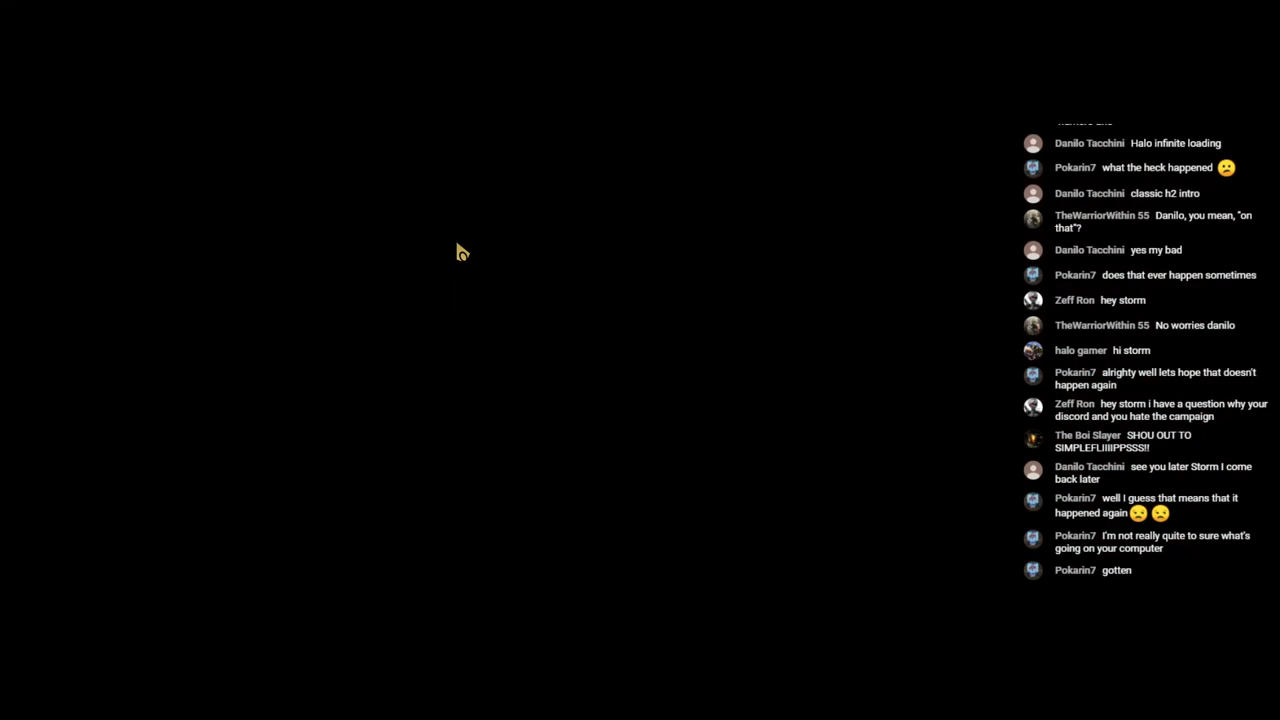 Danilo Tacchini Halo infinite loading
Pokarin7 what the heck happened 😕
Danilo Tacchini classic h2 intro
TheWarriorWithin 55 Danilo, you mean, "on
that"?
Danilo Tacchini yes my bad
Pokarin7 does that ever happen sometimes
Zeff Ron hey storm
TheWarriorWithin 55 No worries danilo
halo gamer hi storm
Pokarin7 alrighty well lets hope that doesn't
happen again
Zeff Ron hey storm i have a question why your
discord and you hate the campaign
The Boi Slayer SHOU OUT TO
SIMPLEFLIIIIPPSSS!!
Danilo Tacchini see you later Storm I come
back later
Pokarin7 well I guess that means that it
happened again😒 😒
Pokarin7 I'm not really quite to sure what's
going on your computer
Pokarin7 gotten